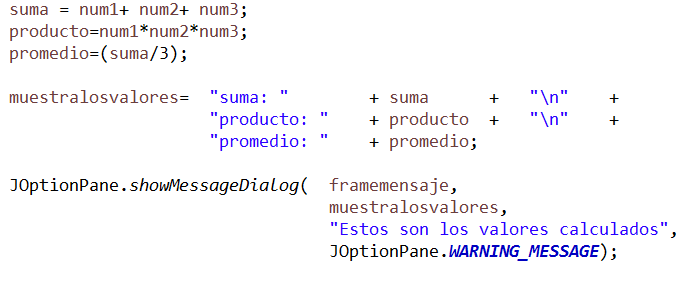 suma = num1+ num2+ num3;
producto=num1*num2*num3;
promedio=(suma/3);
muestralosvalores= "suma: " + suma + "\n" +
"producto: " + producto + "\n" +
"promedio: " + promedio;
JOptionPane.showMessageDialog( framemensaje,
muestralosvalores,
"Estos son los valores calculados",
JOptionPane.WARNING_MESSAGE);